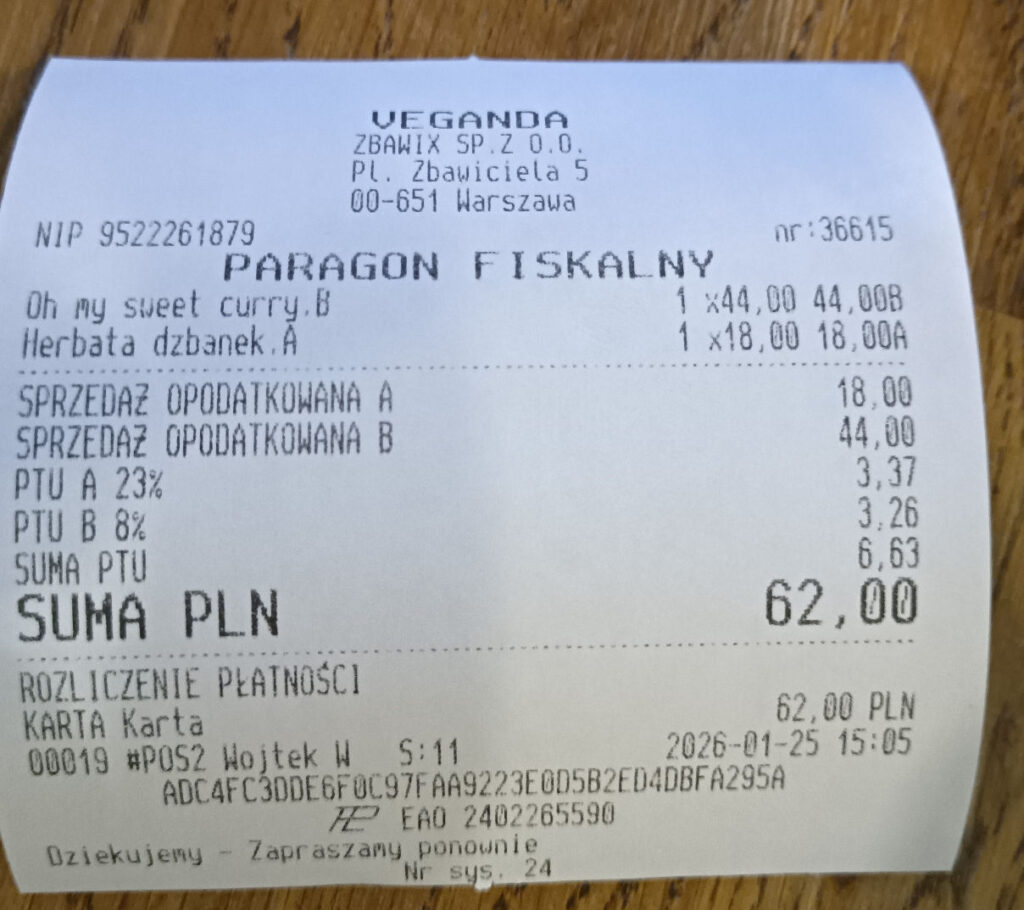 VEGANDA
ZBAWIX SP.Z O.O.
Pl. Zbawiciela 5
00-651 Warszawa
NIP 9522261879 nr:36615
PARAGON FISKALNY
Oh my sweet curry.B 1 x44,00 44,00B
Herbata dzbanek.A 1 x18,00 18,00A
SPRZEDAŻ OPODATKOWANA A 18,00
SPRZEDAŻ OPODATKOWANA B 44,00
PTU A 23% 3,37
PTU B 8% 3,26
SUMA PTU 6,63
SUMA PLN 62,00
ROZLICZENIE PŁATNOŚCI
KARTA Karta 62,00 PLN
00019 #POS2 Wojtek W S:11 2026-01-25 15:05
ADC4FC3DDE6F0C97FAA9223E0D5B2ED4DBFA295A
EAO 2402265590
Dziekujemy - Zapraszamy ponownie
Nr sys. 24